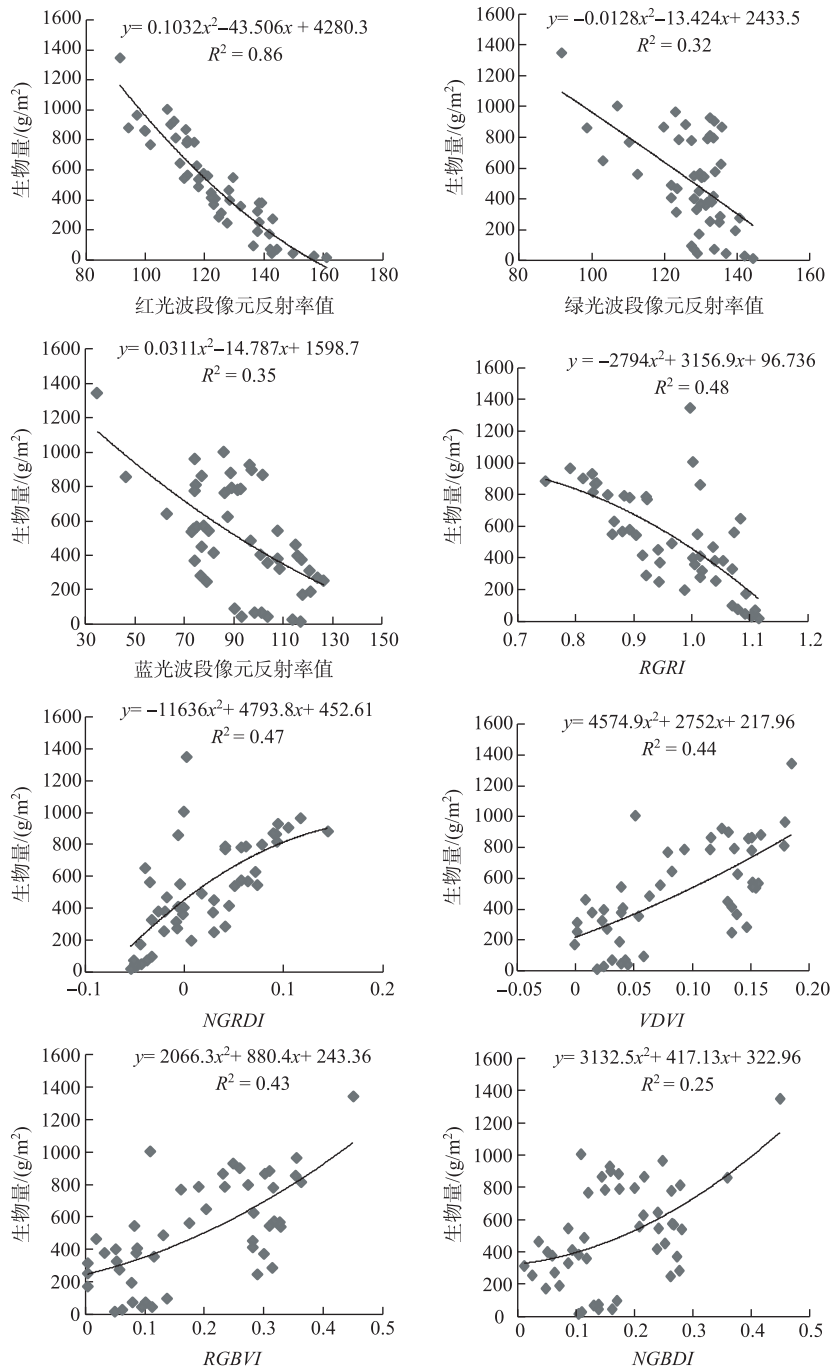 y= 0.1032x²−43.506x + 4280.3
R² = 0.86
生物量/(g/m²)
1600
1400
1200
1000
800
600
400
200
0
80 100 120 140 160 180
红光波段像元反射率值
y= −0.0128x²−13.424x+ 2433.5
R² = 0.32
生物量/(g/m²)
1600
1400
1200
1000
800
600
400
200
0
80 100 120 140 160
绿光波段像元反射率值
y= 0.0311x²−14.787x+ 1598.7
R² = 0.35
生物量/(g/m²)
1600
1400
1200
1000
800
600
400
200
0
30 50 70 90 110 130 150
蓝光波段像元反射率值
y = −2794x²+ 3156.9x+ 96.736
R² = 0.48
生物量/(g/m²)
1600
1400
1200
1000
800
600
400
200
0
0.7 0.8 0.9 1.0 1.1 1.2
RGRI
y= −11636x²+ 4793.8x+ 452.61
R² = 0.47
生物量/(g/m²)
1600
1400
1200
1000
800
600
400
200
0
−0.1 0 0.1 0.2
NGRDI
y= 4574.9x²+ 2752x+ 217.96
R² = 0.44
生物量/(g/m²)
1600
1400
1200
1000
800
600
400
200
0
−0.05 0 0.05 0.10 0.15 0.20
VDVI
y= 2066.3x²+ 880.4x+ 243.36
R² = 0.43
生物量/(g/m²)
1600
1400
1200
1000
800
600
400
200
0
0 0.1 0.2 0.3 0.4 0.5
RGBVI
y= 3132.5x²+ 417.13x+ 322.96
R² = 0.25
生物量/(g/m²)
1600
1400
1200
1000
800
600
400
200
0
0 0.1 0.2 0.3 0.4 0.5
NGBDI